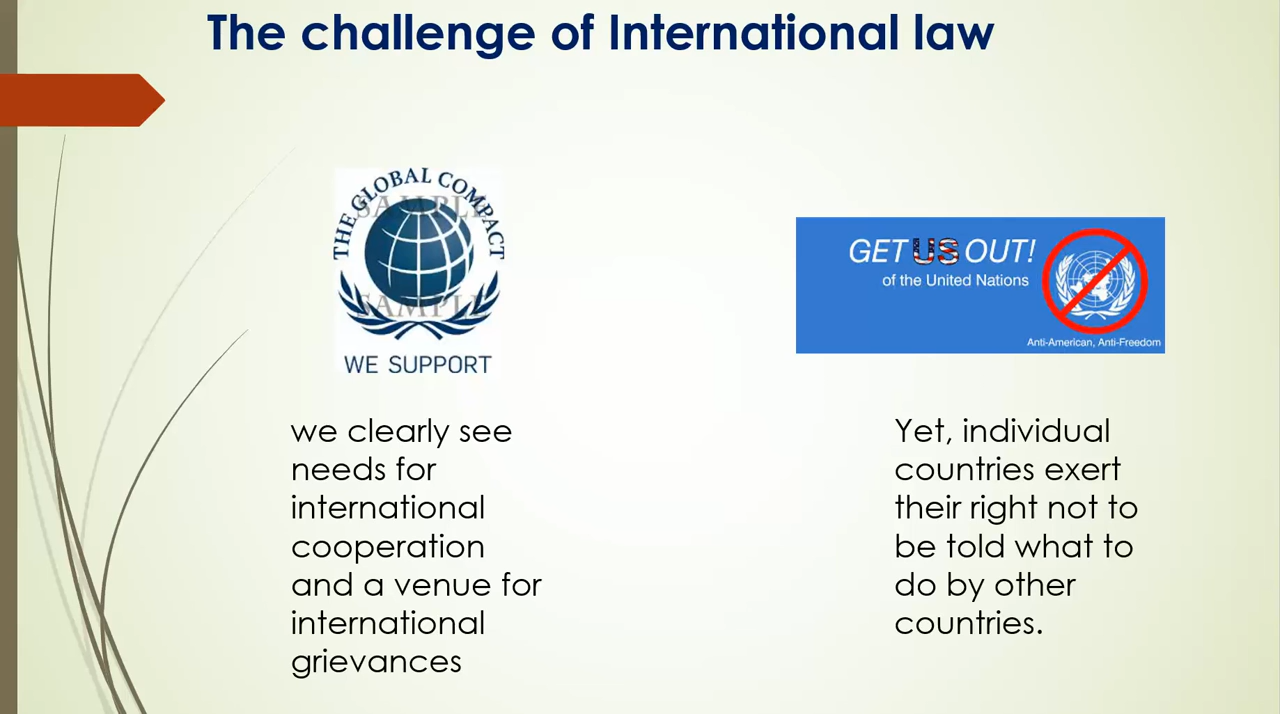 The challenge of International law
THE GLOBAL COMPACT
SAMPLE
SAMPLE
WE SUPPORT
we clearly see
needs for
international
cooperation
and a venue for
international
grievances
GET US OUT!
of the United Nations
Anti-American, Anti-Freedom
Yet, individual
countries exert
their right not to
be told what to
do by other
countries.